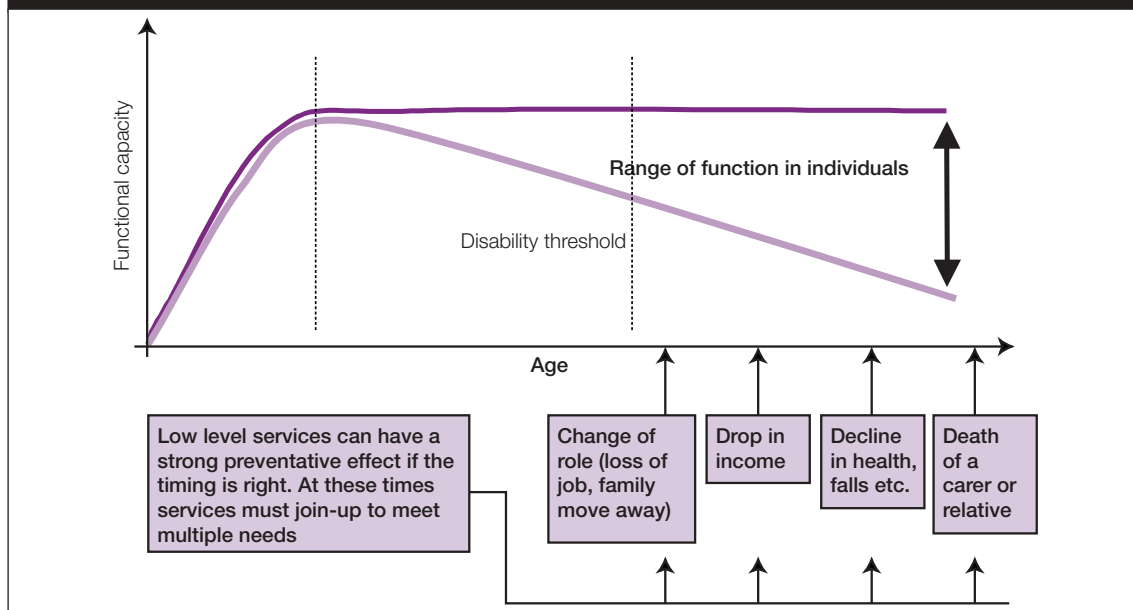 Functional capacity
Range of function in individuals
Disability threshold
Age
Low level services can have a
strong preventative effect if the
timing is right. At these times
services must join-up to meet
multiple needs
Change of
role (loss of
job, family
move away)
Drop in
income
Decline
in health,
falls etc.
Death
of a
carer or
relative